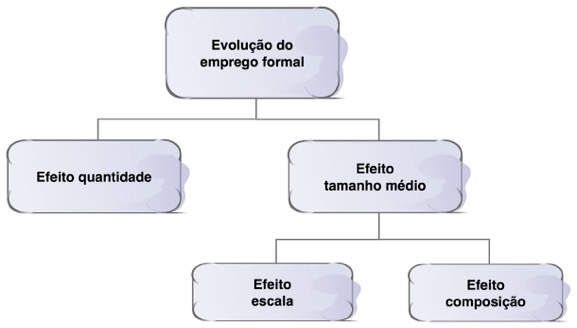 Evolução do
emprego formal
Efeito quantidade
Efeito
tamanho médio
Efeito
escala
Efeito
composição